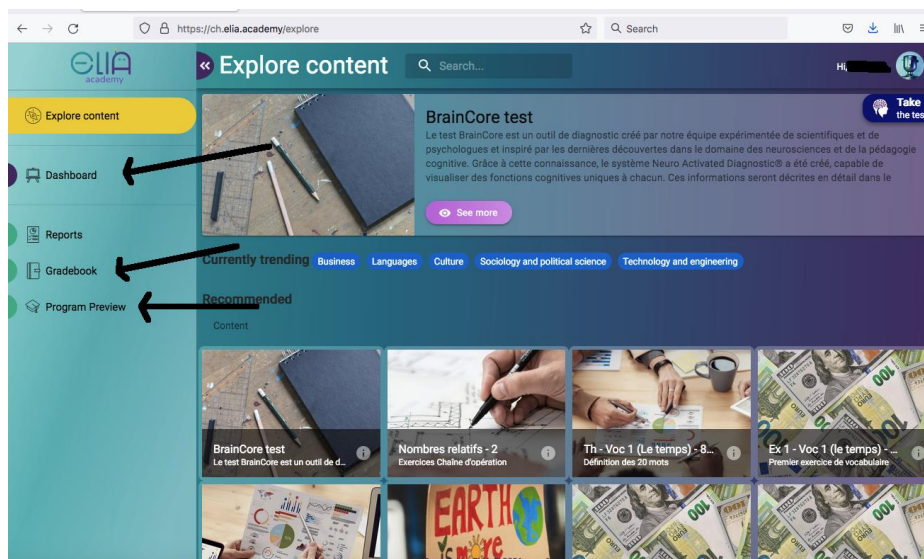 https://ch.elia.academy/explore
Search
ELIA
academy
Explore content
Dashboard
Reports
Gradebook
Program Preview
Explore content
Search...
Hi,
Take
the tes
BrainCore test
Le test BrainCore est un outil de diagnostic créé par notre équipe expérimentée de scientifiques et de
psychologues et inspiré par les dernières découvertes dans le domaine des neurosciences et de la pédagogie
cognitive. Grâce à cette connaissance, le système Neuro Activated Diagnostic® a été créé, capable de
visualiser des fonctions cognitives uniques à chacun. Ces informations seront décrites en détail dans le
See more
Currently trending Business Languages Culture Sociology and political science Technology and engineering
Recommended
Content
BrainCore test
Le test BrainCore est un outil de d...
Nombres relatifs - 2
Exercices Chaîne d'opération
Th - Voc 1 (Le temps) - 8...
Définition des 20 mots
Ex 1 - Voc 1 (le temps) - ...
Premier exercice de vocabulaire
EARTH
more